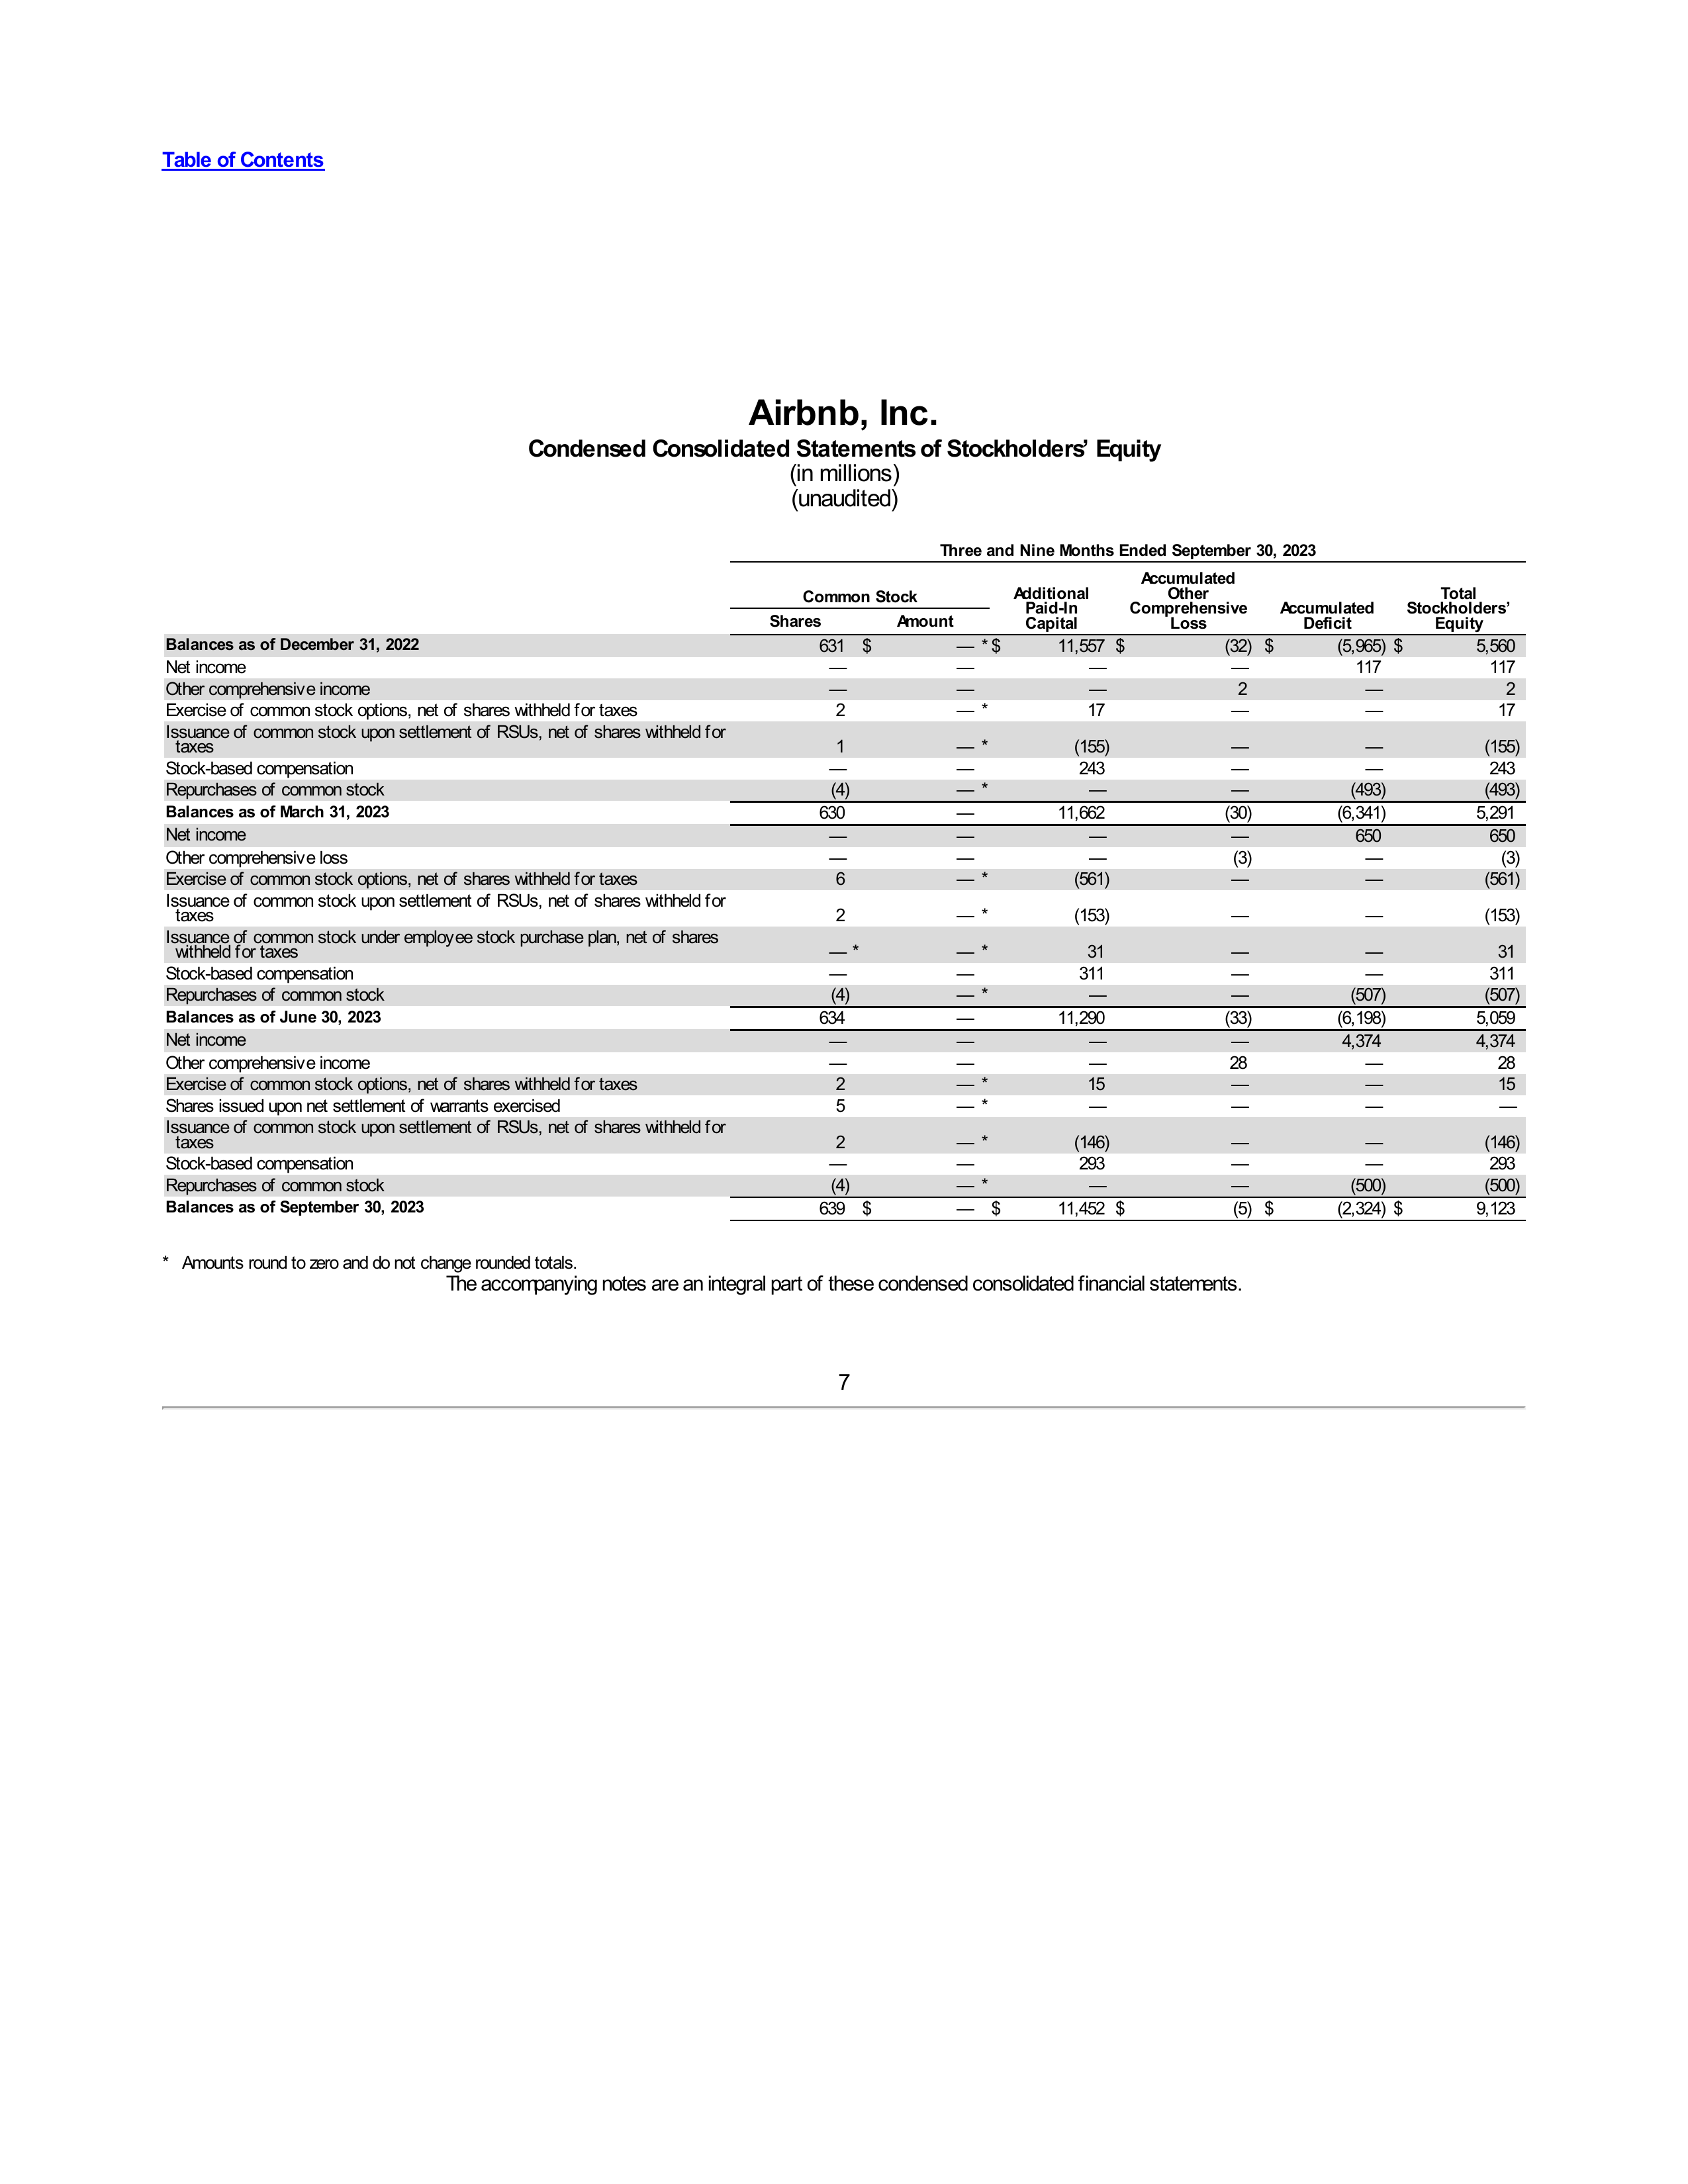 Table of Contents
Airbnb, Inc.
Condensed Consolidated Statements of Stockholders’ Equity
(in millions)
(unaudited)
Three and Nine Months Ended September 30, 2023
Common Stock Additional Paid-In Capital Accumulated Other Comprehensive Loss Accumulated Deficit Total Stockholders’ Equity
Shares Amount
Balances as of December 31, 2022 631 $ — * $ 11,557 $ (32) $ (5,965) $ 5,560
Net income — — — — 117 117
Other comprehensive income — — — 2 — 2
Exercise of common stock options, net of shares withheld for taxes 2 — * 17 — — 17
Issuance of common stock upon settlement of RSUs, net of shares withheld for
taxes 1 — * (155) — — (155)
Stock-based compensation — — 243 — — 243
Repurchases of common stock (4) — * — — (493) (493)
Balances as of March 31, 2023 630 — 11,662 (30) (6,341) 5,291
Net income — — — — 650 650
Other comprehensive loss — — — (3) — (3)
Exercise of common stock options, net of shares withheld for taxes 6 — * (561) — — (561)
Issuance of common stock upon settlement of RSUs, net of shares withheld for
taxes 2 — * (153) — — (153)
Issuance of common stock under employee stock purchase plan, net of shares
withheld for taxes — * — * 31 — — 31
Stock-based compensation — — 311 — — 311
Repurchases of common stock (4) — * — — (507) (507)
Balances as of June 30, 2023 634 — 11,290 (33) (6,198) 5,059
Net income — — — — 4,374 4,374
Other comprehensive income — — — 28 — 28
Exercise of common stock options, net of shares withheld for taxes 2 — * 15 — — 15
Shares issued upon net settlement of warrants exercised 5 — * — — — —
Issuance of common stock upon settlement of RSUs, net of shares withheld for
taxes 2 — * (146) — — (146)
Stock-based compensation — — 293 — — 293
Repurchases of common stock (4) — * — — (500) (500)
Balances as of September 30, 2023 639 $ — $ 11,452 $ (5) $ (2,324) $ 9,123
* Amounts round to zero and do not change rounded totals.
The accompanying notes are an integral part of these condensed consolidated financial statements.
7